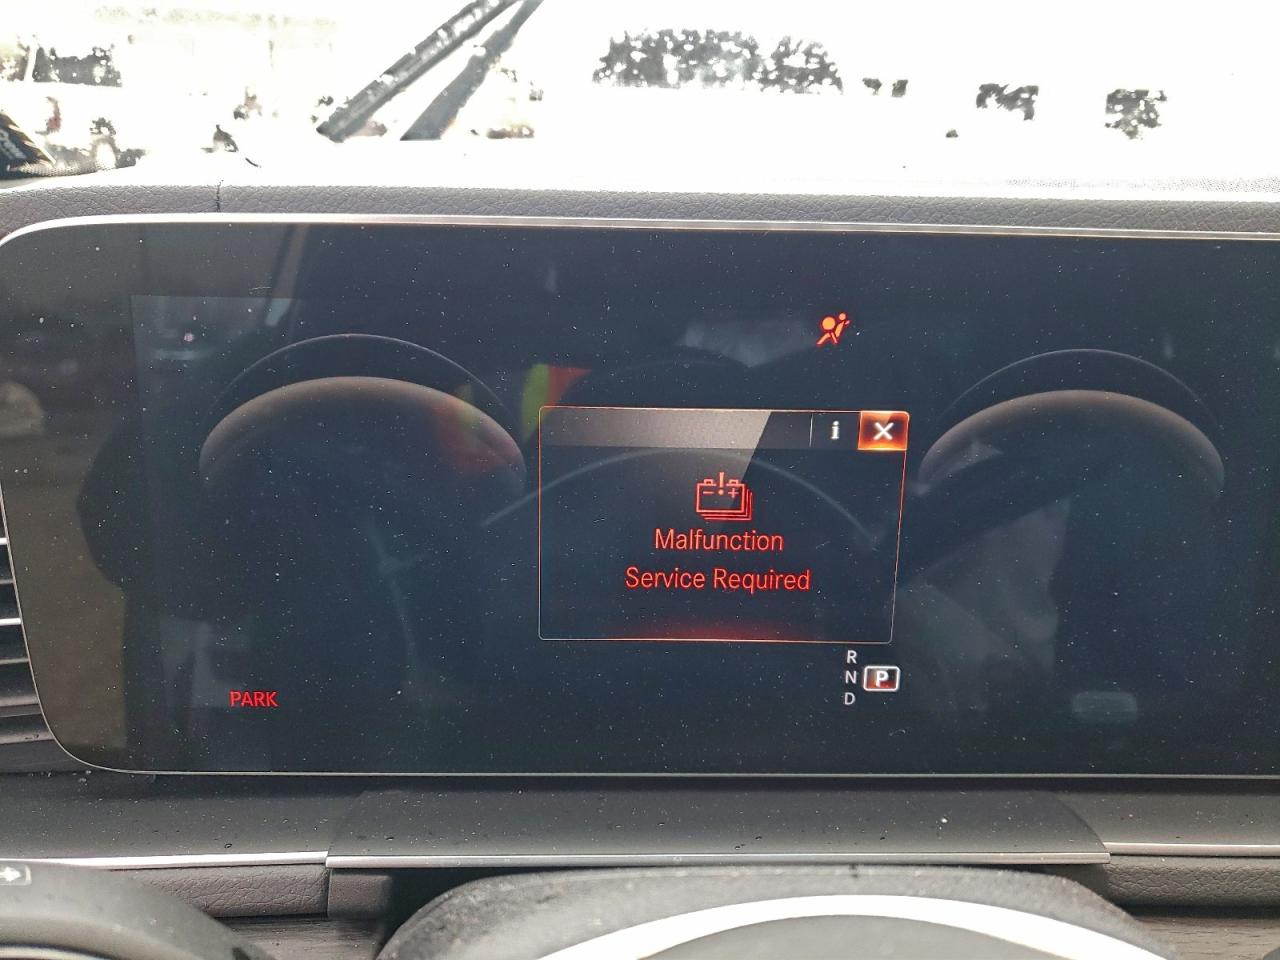 i
X
Malfunction
Service Required
R
N P
D
PARK